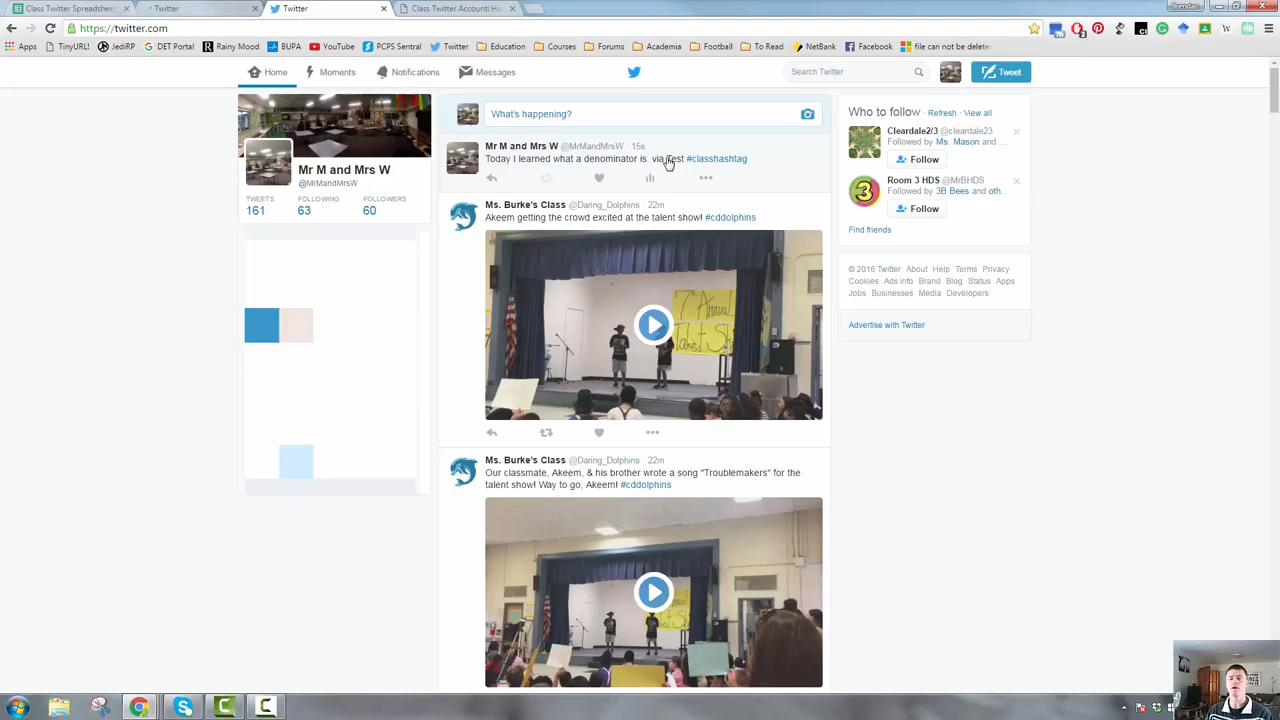 Class Twitter Spreadshee
Twitter
Twitter
Class Twitter Account: Ho
Brendan
https://twitter.com
Apps
TinyURL!
JediRP
DET Portal
Rainy Mood
BUPA
YouTube
PCPS Sentral
Twitter
Education
Courses
Forums
Academia
Football
To Read
NetBank
Facebook
file can not be delete
Home
Moments
Notifications
Messages
Search Twitter
Tweet
Mr M and Mrs W
@MrMandMrsW
TWEETS FOLLOWING FOLLOWERS
161 63 60
What's happening?
Mr M and Mrs W @MrMandMrsW · 15s
Today I learned what a denominator is. via #classhashtag
Ms. Burke's Class @Daring_Dolphins · 22m
Akeem getting the crowd excited at the talent show! #cddolphins
Ms. Burke's Class @Daring_Dolphins · 22m
Our classmate, Akeem, & his brother wrote a song "Troublemakers" for the
talent show! Way to go, Akeem! #cddolphins
Who to follow · Refresh · View all
Cleardale2/3 @cleardale23
Followed by Ms. Mason and ...
Follow
Room 3 HDS @MrBHDS
Followed by 3B Bees and oth...
Follow
Find friends
© 2016 Twitter About Help Terms Privacy
Cookies Ads info Brand Blog Status Apps
Jobs Businesses Media Developers
Advertise with Twitter